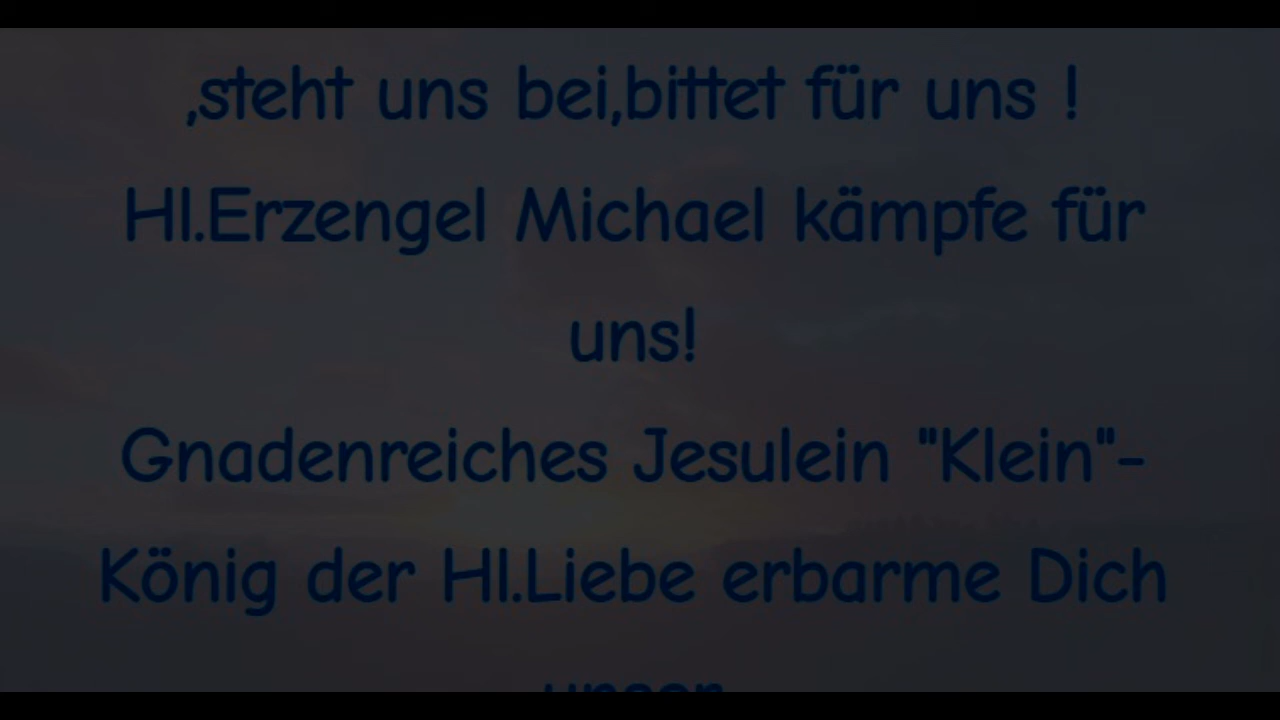 ,steht uns bei,bittet für uns !
Hl.Erzengel Michael kämpfe für
uns!
Gnadenreiches Jesulein "Klein"-
König der Hl.Liebe erbarme Dich
unser